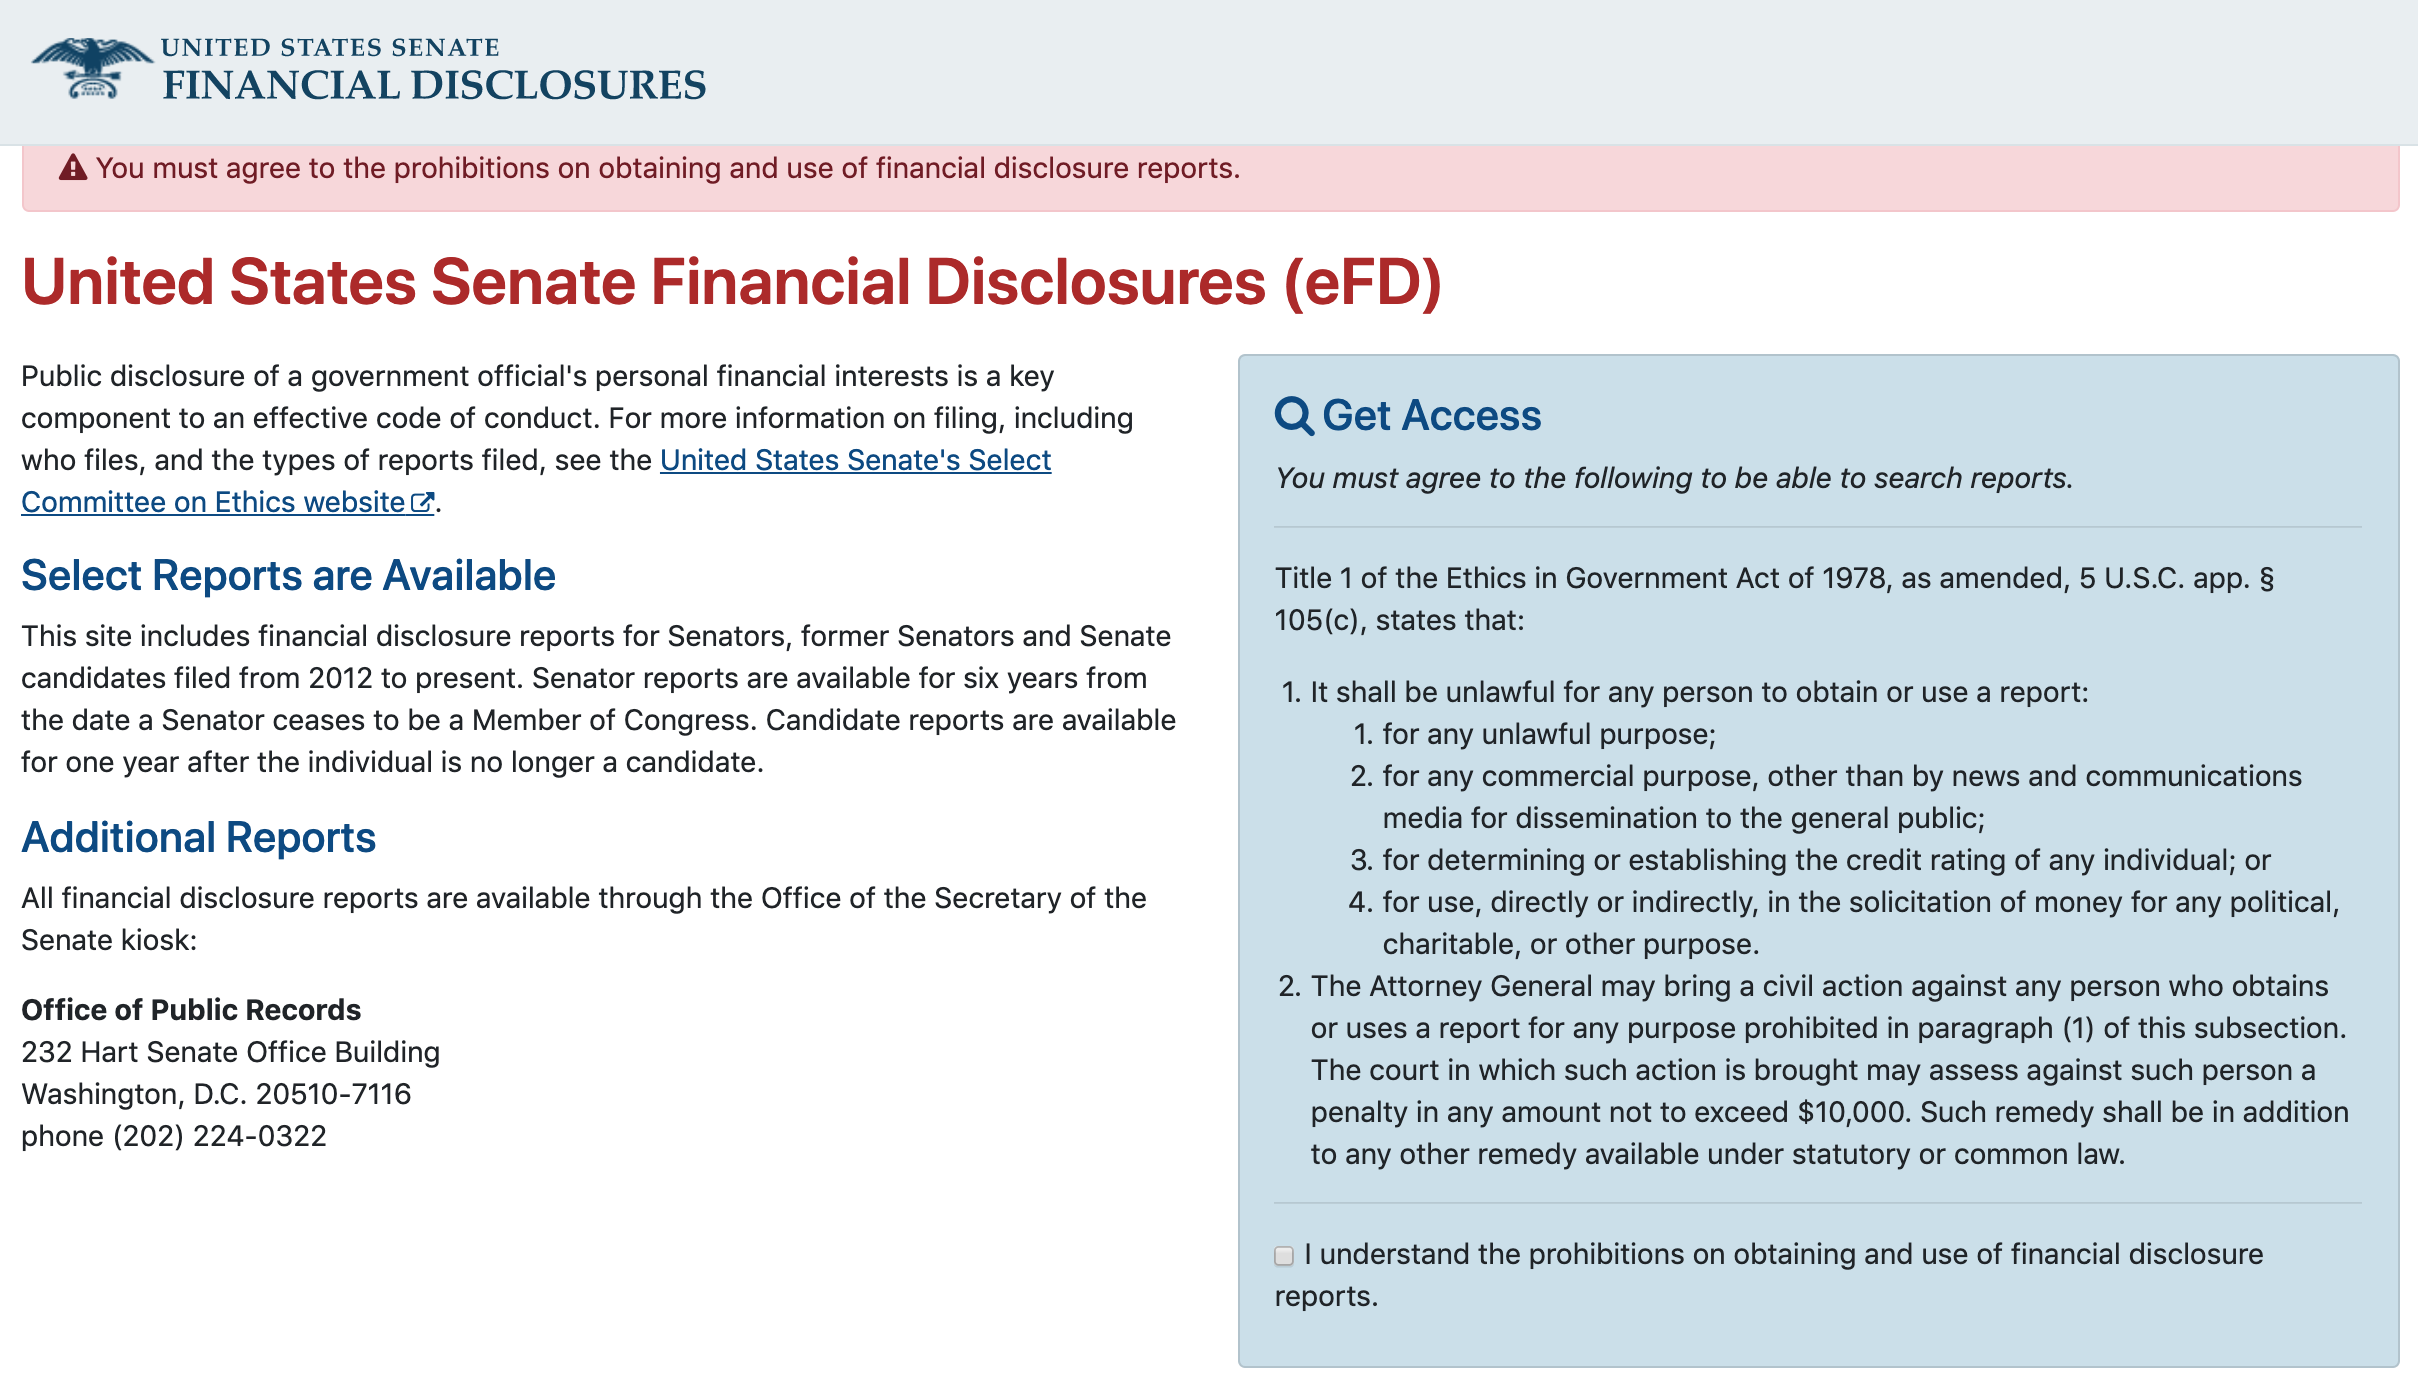 UNITED STATES SENATE
FINANCIAL DISCLOSURES
You must agree to the prohibitions on obtaining and use of financial disclosure reports.
United States Senate Financial Disclosures (eFD)
Public disclosure of a government official's personal financial interests is a key
component to an effective code of conduct. For more information on filing, including
who files, and the types of reports filed, see the United States Senate's Select
Committee on Ethics website.
Select Reports are Available
This site includes financial disclosure reports for Senators, former Senators and Senate
candidates filed from 2012 to present. Senator reports are available for six years from
the date a Senator ceases to be a Member of Congress. Candidate reports are available
for one year after the individual is no longer a candidate.
Additional Reports
All financial disclosure reports are available through the Office of the Secretary of the
Senate kiosk:
Office of Public Records
232 Hart Senate Office Building
Washington, D.C. 20510-7116
phone (202) 224-0322
Get Access
You must agree to the following to be able to search reports.
Title 1 of the Ethics in Government Act of 1978, as amended, 5 U.S.C. app. §
105(c), states that:
1. It shall be unlawful for any person to obtain or use a report:
1. for any unlawful purpose;
2. for any commercial purpose, other than by news and communications
media for dissemination to the general public;
3. for determining or establishing the credit rating of any individual; or
4. for use, directly or indirectly, in the solicitation of money for any political,
charitable, or other purpose.
2. The Attorney General may bring a civil action against any person who obtains
or uses a report for any purpose prohibited in paragraph (1) of this subsection.
The court in which such action is brought may assess against such person a
penalty in any amount not to exceed $10,000. Such remedy shall be in addition
to any other remedy available under statutory or common law.
I understand the prohibitions on obtaining and use of financial disclosure
reports.